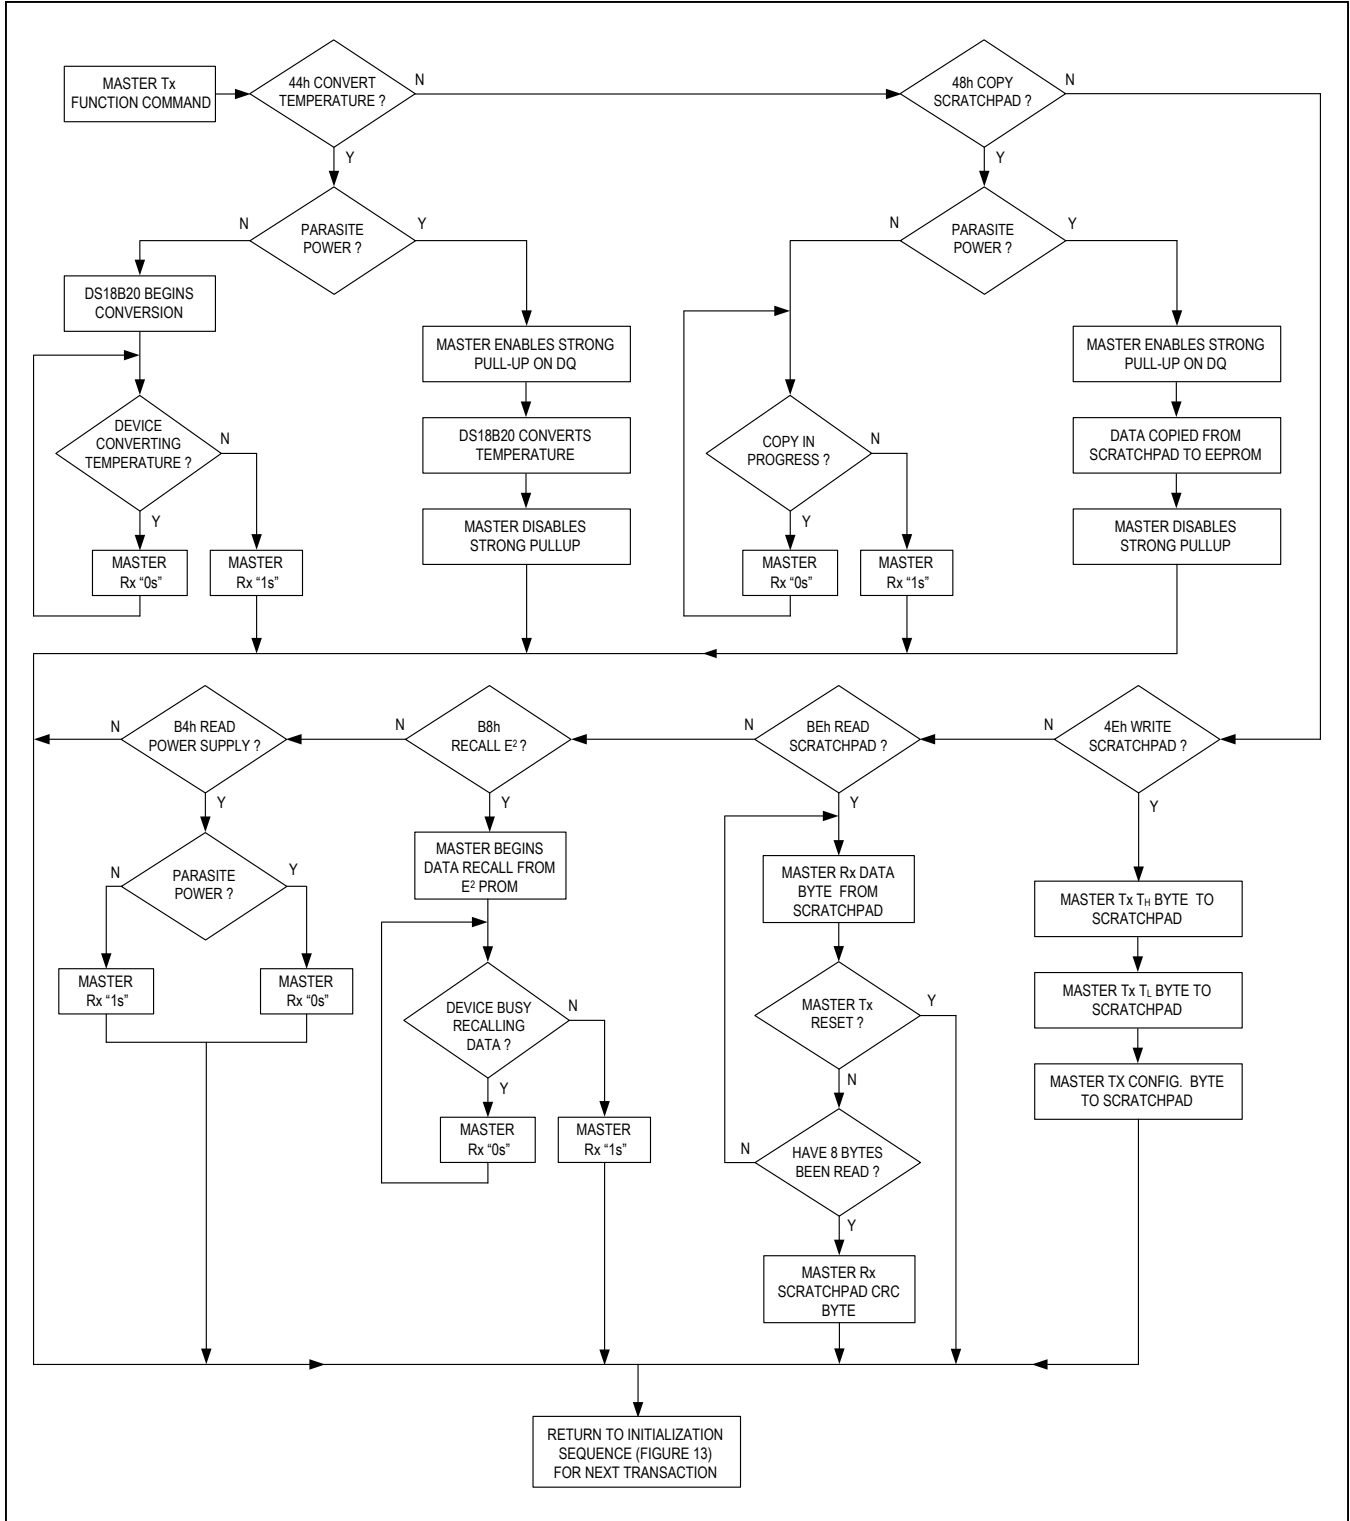 MASTER Tx
FUNCTION COMMAND
44h CONVERT
TEMPERATURE ?
N
Y
48h COPY
SCRATCHPAD ?
N
Y
PARASITE
POWER ?
N
Y
PARASITE
POWER ?
N
Y
DS18B20 BEGINS
CONVERSION
MASTER ENABLES STRONG
PULL-UP ON DQ
MASTER ENABLES STRONG
PULL-UP ON DQ
DEVICE
CONVERTING
TEMPERATURE ?
N
Y
DS18B20 CONVERTS
TEMPERATURE
COPY IN
PROGRESS ?
N
Y
DATA COPIED FROM
SCRATCHPAD TO EEPROM
MASTER
Rx “0s”
MASTER
Rx “1s”
MASTER DISABLES
STRONG PULLUP
MASTER
Rx “0s”
MASTER
Rx “1s”
MASTER DISABLES
STRONG PULLUP
N
B4h READ
POWER SUPPLY ?
Y
N
B8h
RECALL E² ?
Y
N
BEh READ
SCRATCHPAD ?
Y
N
4Eh WRITE
SCRATCHPAD ?
Y
PARASITE
POWER ?
N
Y
MASTER
Rx “1s”
MASTER
Rx “0s”
MASTER BEGINS
DATA RECALL FROM
E² PROM
DEVICE BUSY
RECALLING
DATA ?
N
Y
MASTER
Rx “0s”
MASTER
Rx “1s”
MASTER Rx DATA
BYTE FROM
SCRATCHPAD
MASTER Tx
RESET ?
Y
N
HAVE 8 BYTES
BEEN READ ?
N
Y
MASTER Rx
SCRATCHPAD CRC
BYTE
MASTER Tx TH BYTE TO
SCRATCHPAD
MASTER Tx TL BYTE TO
SCRATCHPAD
MASTER TX CONFIG. BYTE
TO SCRATCHPAD
RETURN TO INITIALIZATION
SEQUENCE (FIGURE 13)
FOR NEXT TRANSACTION